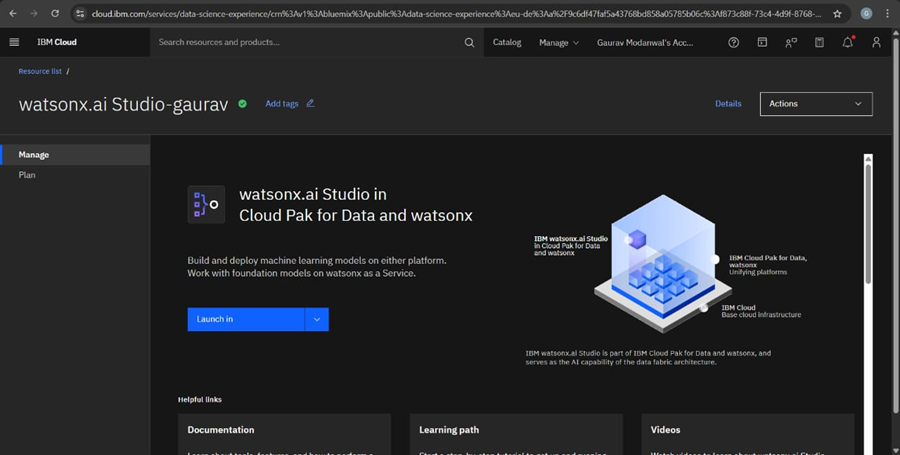 cloud.ibm.com/services/data-science-experience/crn%3Av1%3Abluemix%3Apublic%3Adata-science-experience%3Aeu-de%3Aa%2F9c6df47faf5a43768bd858a05785b06c%3Af873c88f-73c4-4d9f-8768-...
G
IBM Cloud
Search resources and products...
Catalog
Manage
Gaurav Modanwal's Acc...
Resource list /
watsonx.ai Studio-gaurav
Add tags
Details
Actions
Manage
Plan
watsonx.ai Studio in
Cloud Pak for Data and watsonx
Build and deploy machine learning models on either platform.
Work with foundation models on watsonx as a Service.
Launch in
IBM watsonx.ai Studio
in Cloud Pak for Data
and watsonx
IBM Cloud Pak for Data,
watsonx
Unifying platforms
IBM Cloud
Base cloud infrastructure
IBM watsonx.ai Studio is part of IBM Cloud Pak for Data and watsonx, and
serves as the AI capability of the data fabric architecture.
Helpful links
Documentation
Learning path
Videos